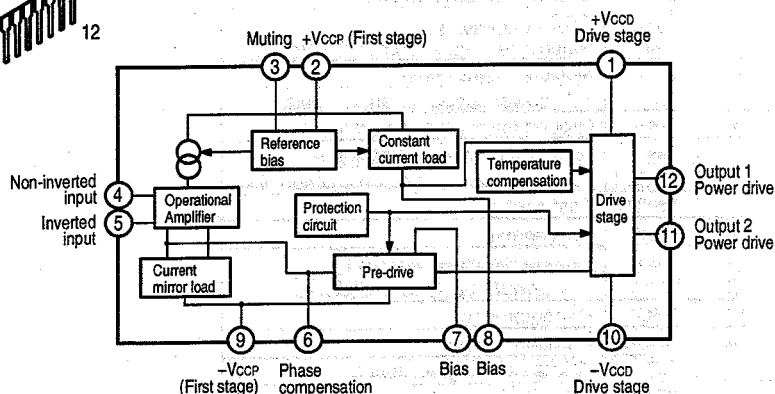 12
Muting
+VCCP (First stage)
+VCCD
Drive stage
3
2
1
Reference
bias
Constant
current load
Temperature
compensation
Non-inverted
input
4
Inverted
input
5
Operational
Amplifier
Protection
circuit
Drive
stage
12
Output 1
Power drive
11
Output 2
Power drive
Current
mirror load
Pre-drive
9
6
7
8
10
-VCCP
(First stage)
Phase
compensation
Bias
Bias
-VCCD
Drive stage